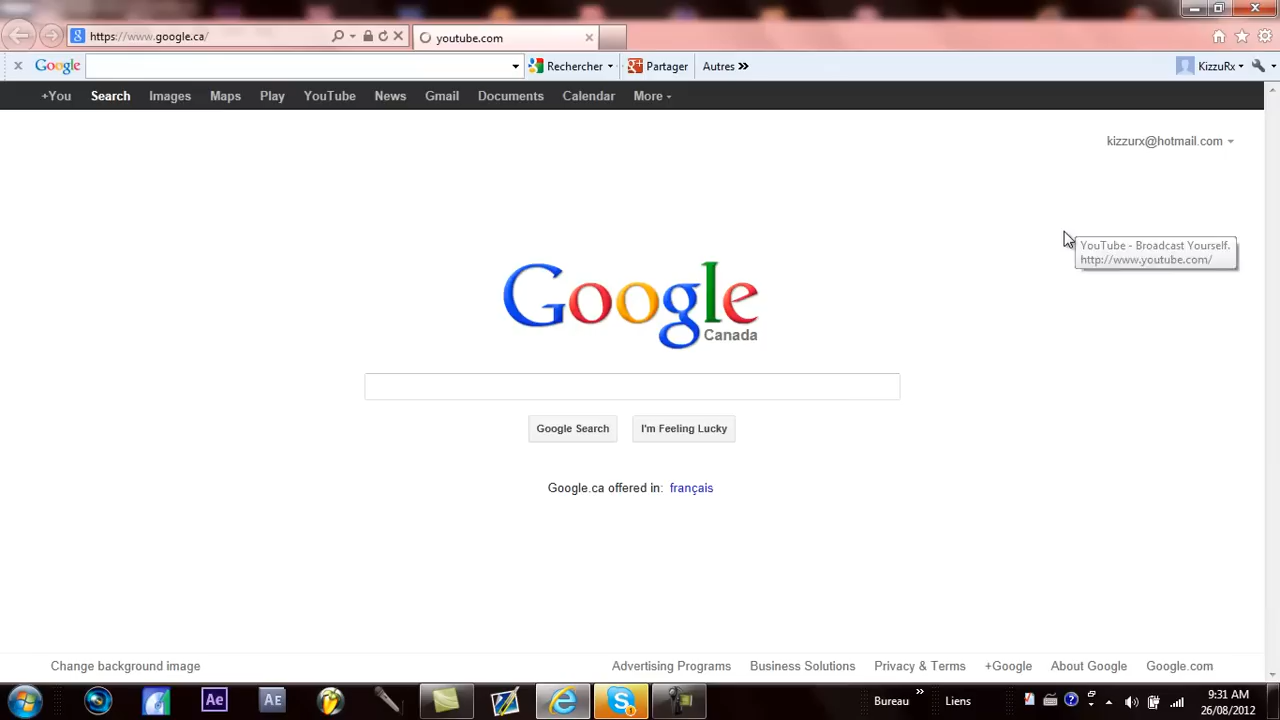 https://www.google.ca/
youtube.com
Google
Rechercher
Partager
Autres
KizzuRx
+You Search Images Maps Play YouTube News Gmail Documents Calendar More
kizzurx@hotmail.com
YouTube - Broadcast Yourself.
http://www.youtube.com/
Google
Canada
Google Search
I'm Feeling Lucky
Google.ca offered in: français
Change background image
Advertising Programs Business Solutions Privacy & Terms +Google About Google Google.com
Ae
AE
Bureau
Liens
9:31 AM
26/08/2012